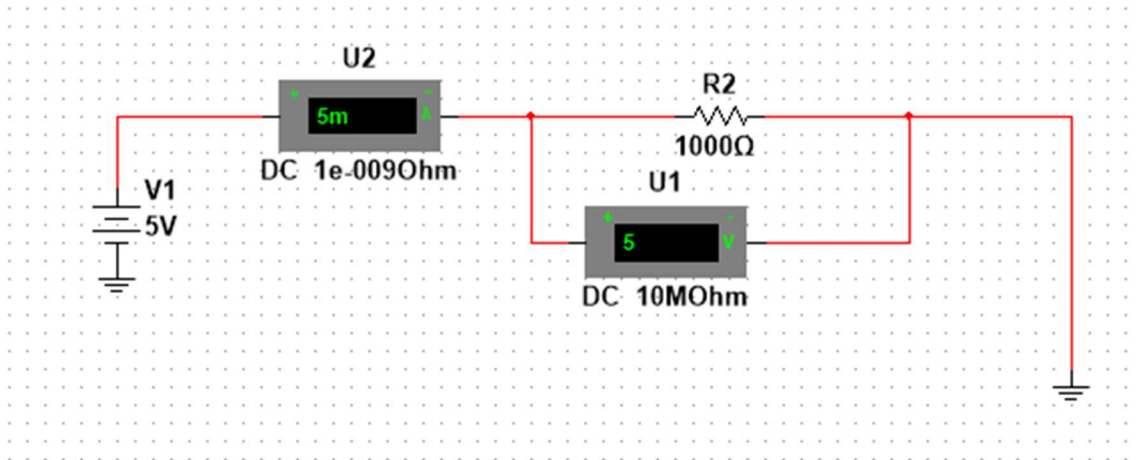 U2
+ -
5m A
DC 1e-009Ohm
R2
1000Ω
V1
5V
U1
+ -
5 V
DC 10MOhm